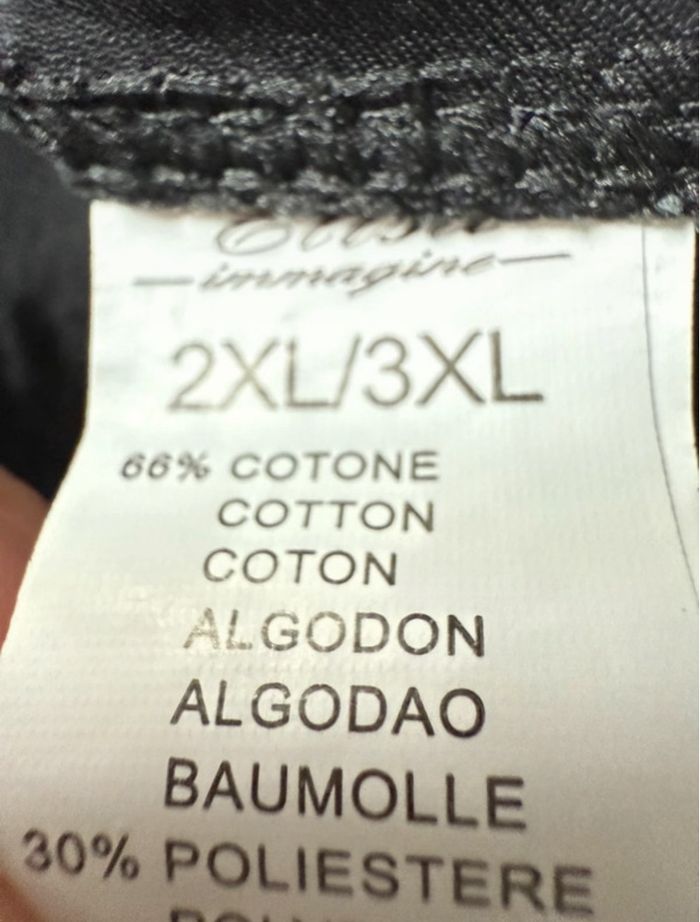 immagine
2XL/3XL
66% COTONE
COTTON
COTON
ALGODON
ALGODAO
BAUMOLLE
30% POLIESTERE